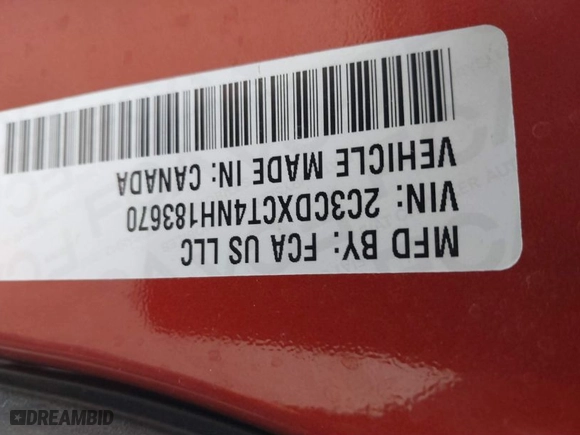 MFD BY: FCA US LLC
VIN: 2C3CDXCT4NH183670
VEHICLE MADE IN: CANADA
DREAMBID